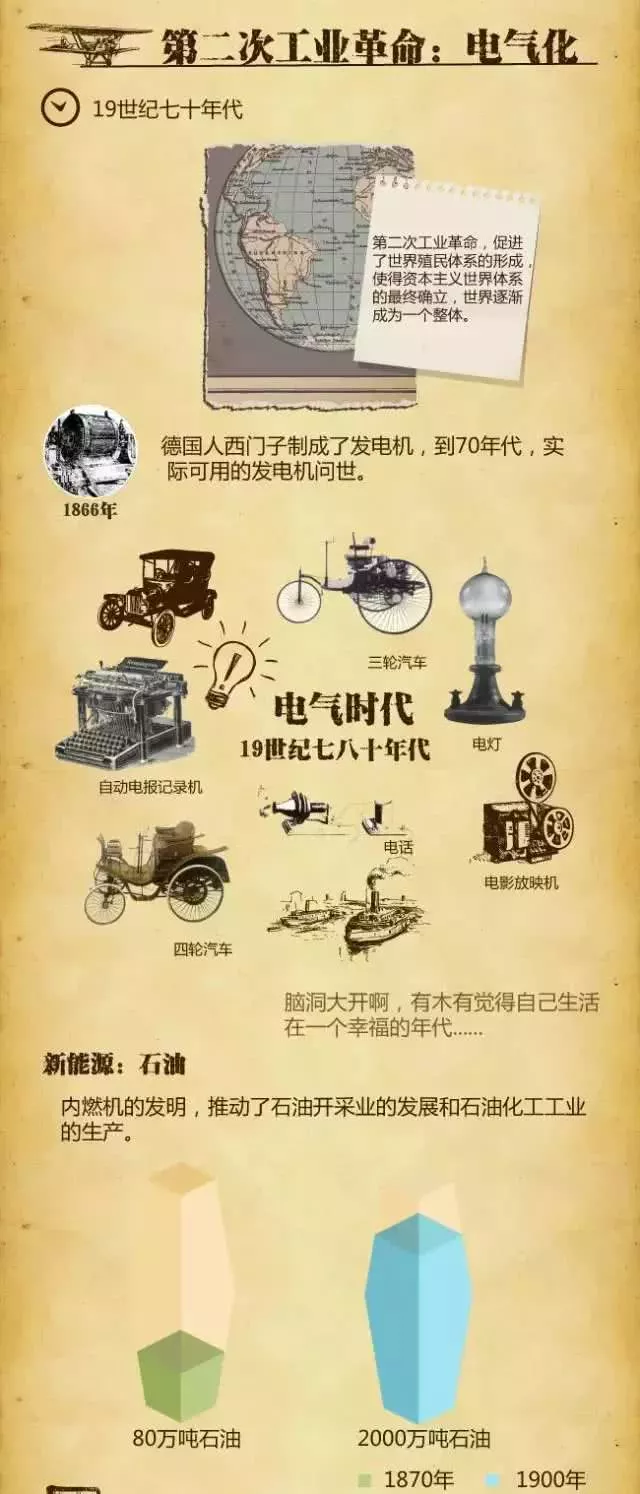 第二次工业革命：电气化
19世纪七十年代
第二次工业革命，促进
了世界殖民体系的形成，
使得资本主义世界体系
的最终确立，世界逐渐
成为一个整体。
德国人西门子制成了发电机，到70年代，实
际可用的发电机问世。
1866年
三轮汽车
电气时代
19世纪七八十年代
电灯
自动电报记录机
电话
电影放映机
四轮汽车
脑洞大开啊，有木有觉得自己生活
在一个幸福的年代……
新能源：石油
内燃机的发明，推动了石油开采业的发展和石油化工工业
的生产。
80万吨石油
2000万吨石油
1870年
1900年